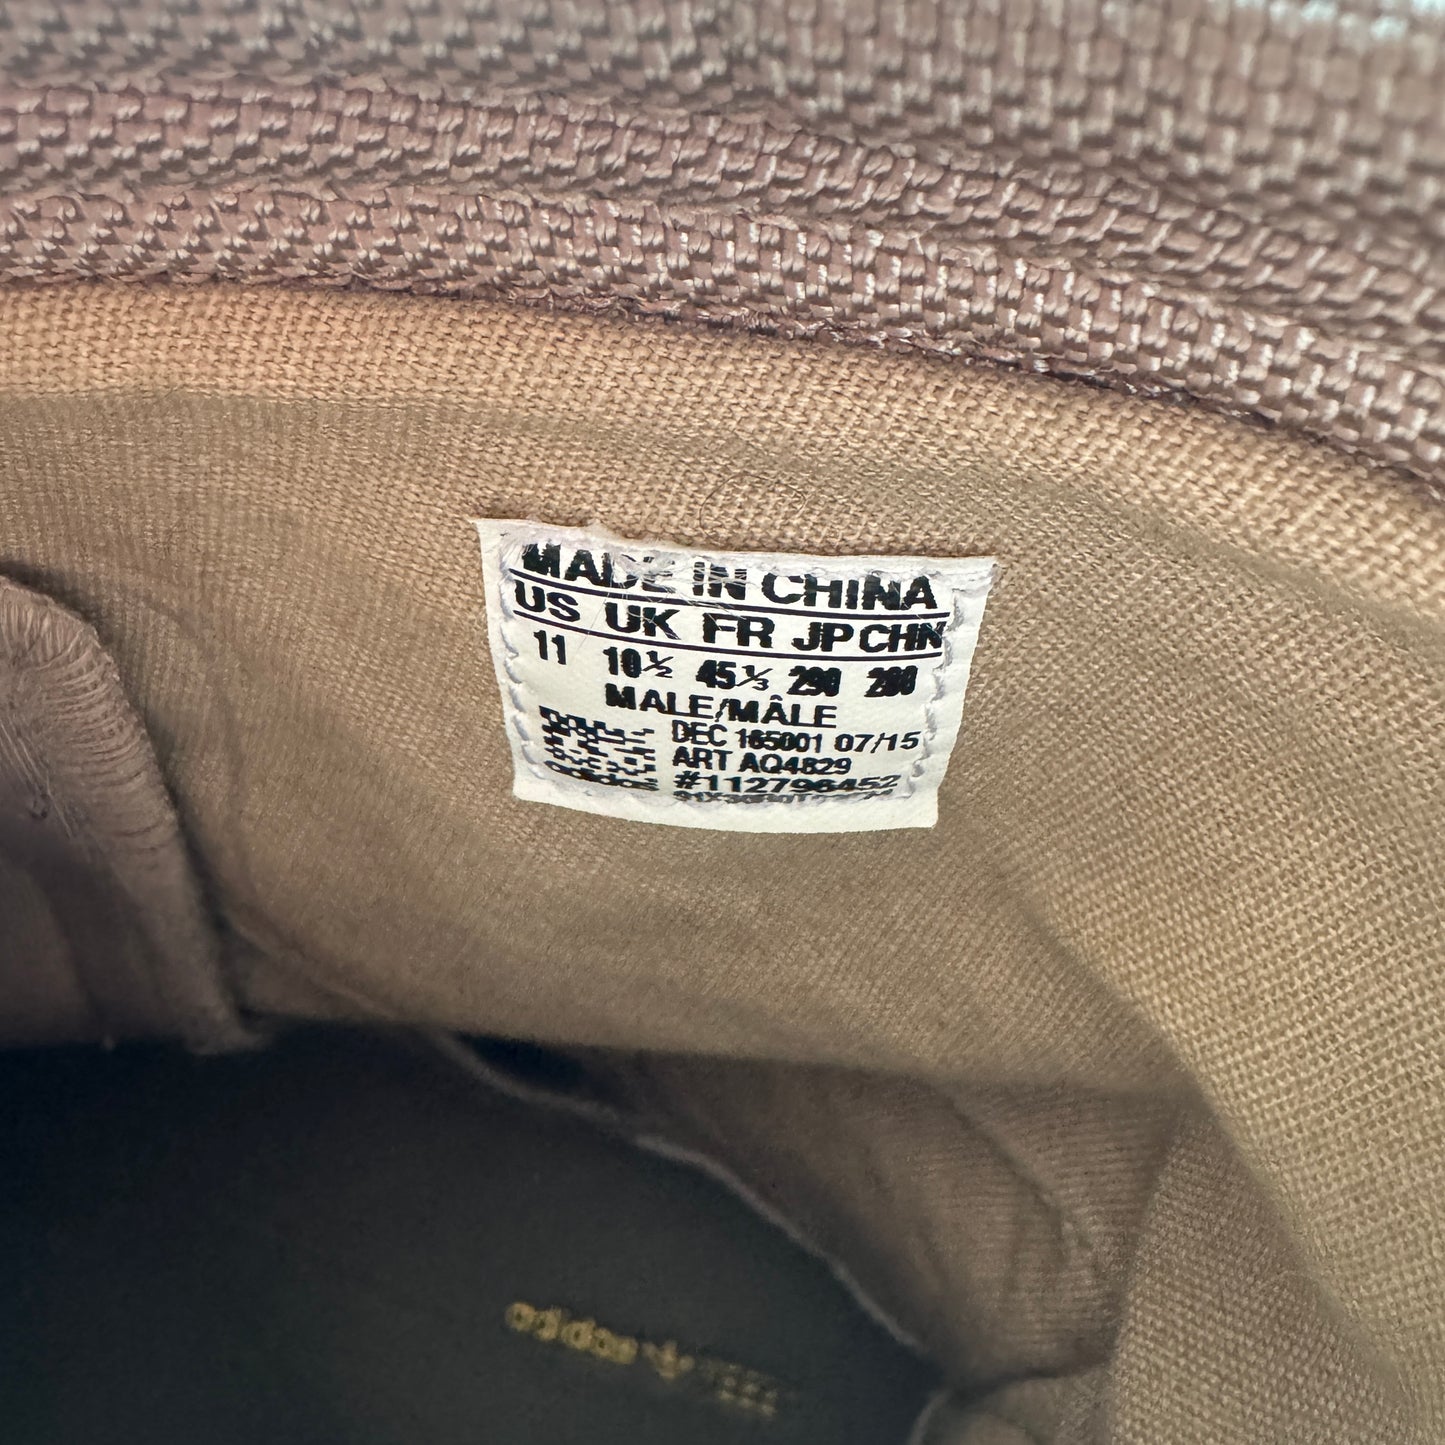 MADE IN CHINA
US UK FR JP CHN
11 10½ 45⅓ 290 280
MALE/MÂLE
DEC 165001 07/15
ART AQ4829
#112796452
adidas
adidas